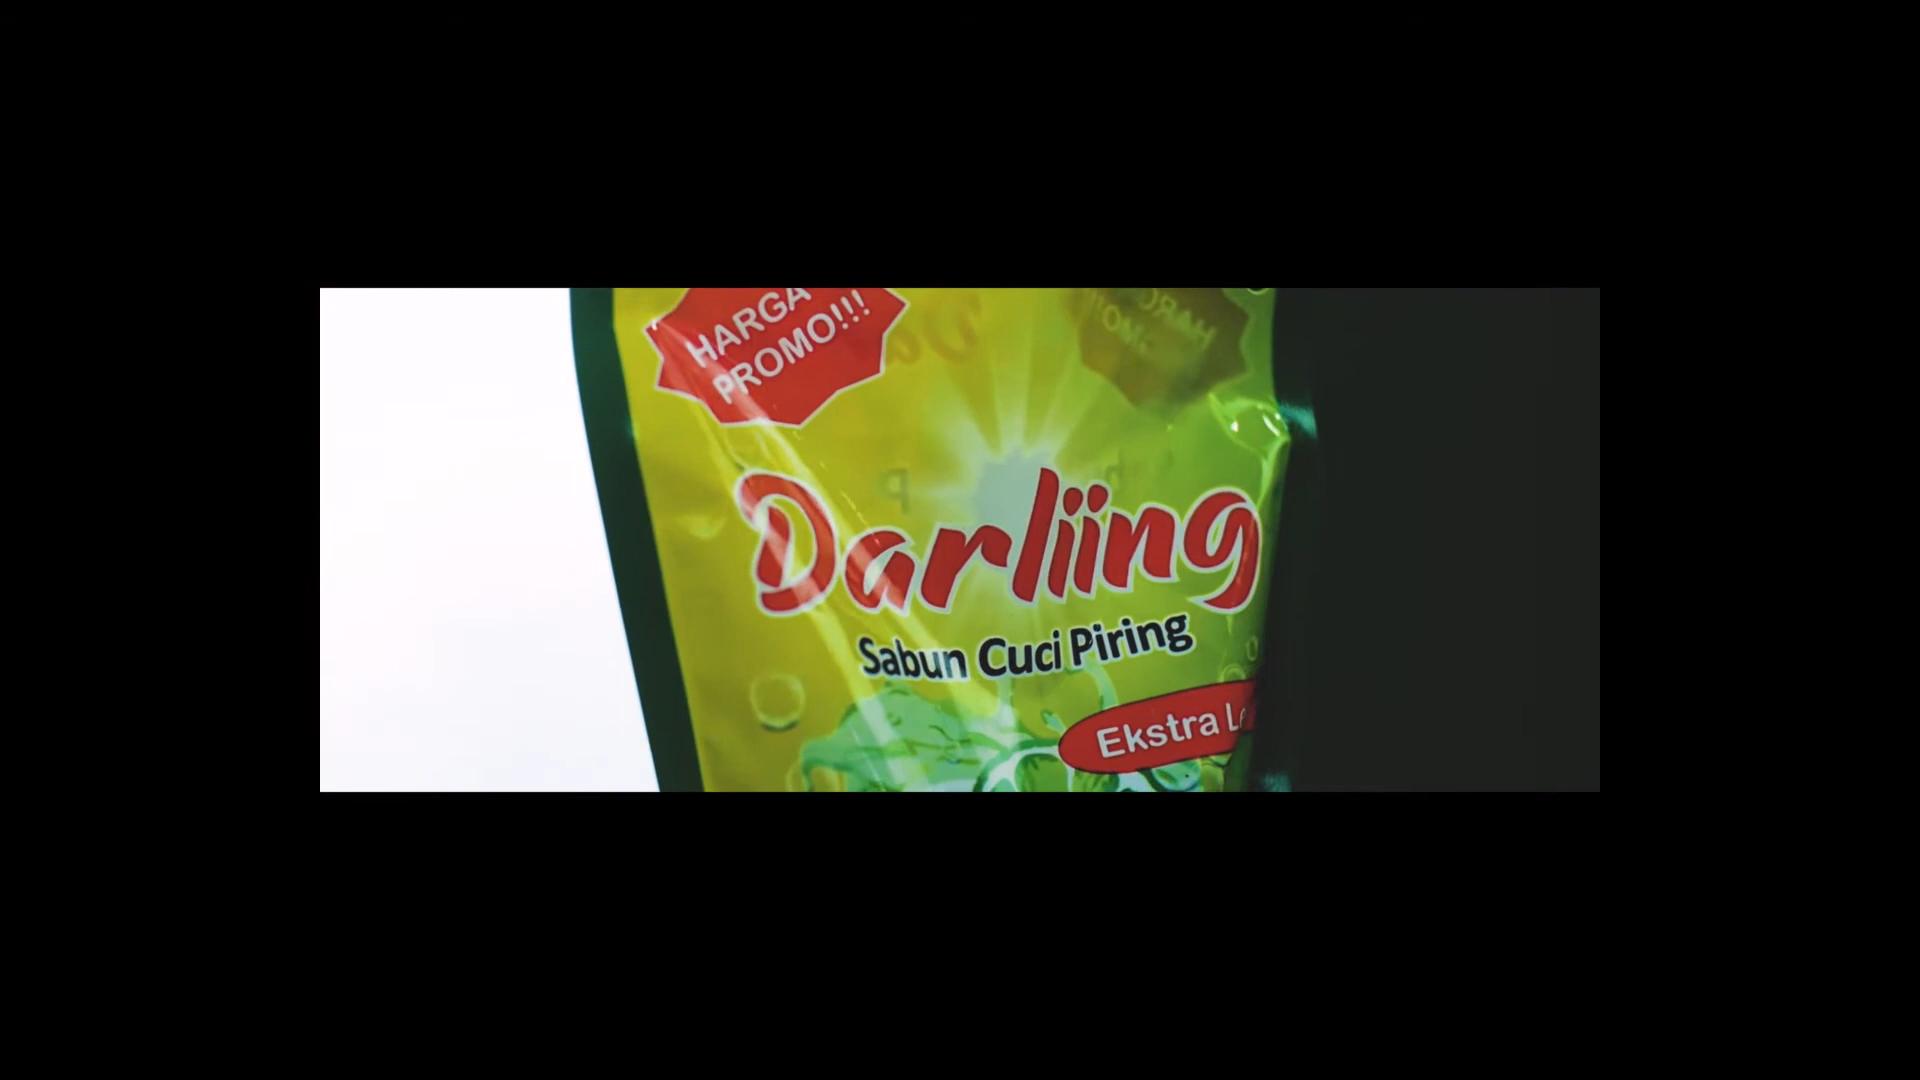 HARGA
PROMO!!!
Darliing
Sabun Cuci Piring
Ekstra